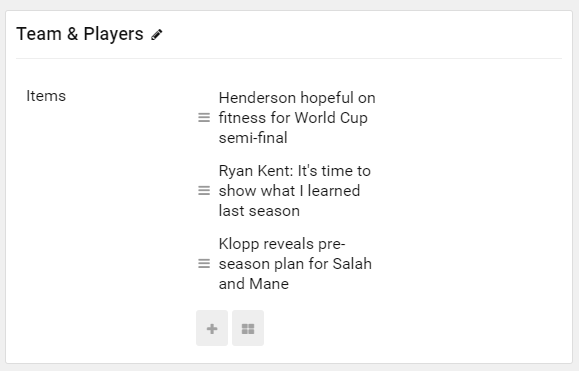 Team & Players
Items
Henderson hopeful on
fitness for World Cup
semi-final
Ryan Kent: It's time to
show what I learned
last season
Klopp reveals pre-
season plan for Salah
and Mane